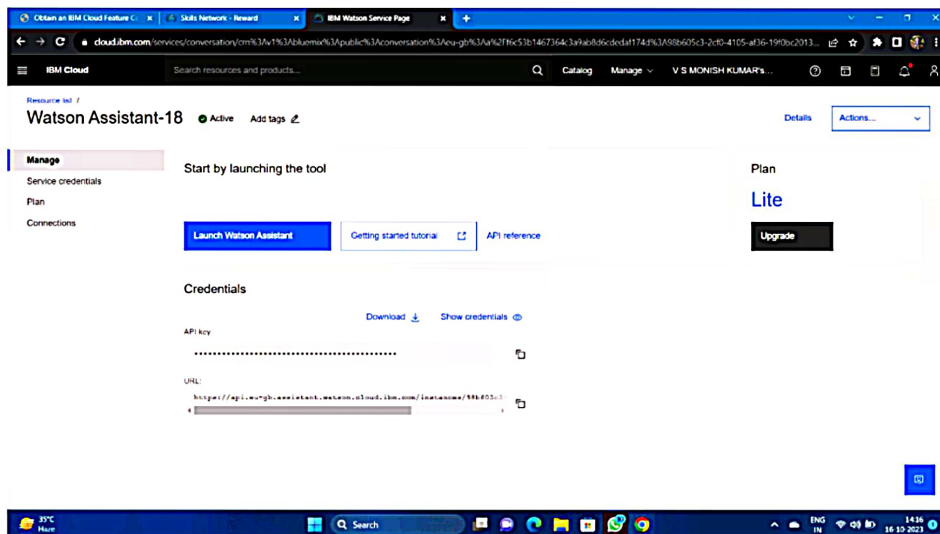 Obtain an IBM Cloud Feature C
Skills Network - Reward
IBM Watson Service Page
IBM Cloud
Search resources and products...
Catalog
Manage
V S MONISH KUMAR's...
Resource list /
Watson Assistant-18
Active
Add tags
Details
Actions...
Manage
Service credentials
Plan
Connections
Start by launching the tool
Launch Watson Assistant
Getting started tutorial
API reference
Plan
Lite
Upgrade
Credentials
Download
Show credentials
API key
URL:
35°C
Haze
Search
ENG
IN
14:16
16-10-2023